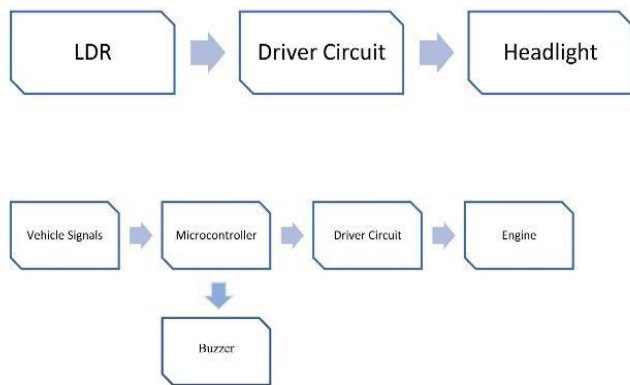 LDR
Driver Circuit
Headlight
Vehicle Signals
Microcontroller
Driver Circuit
Engine
Buzzer